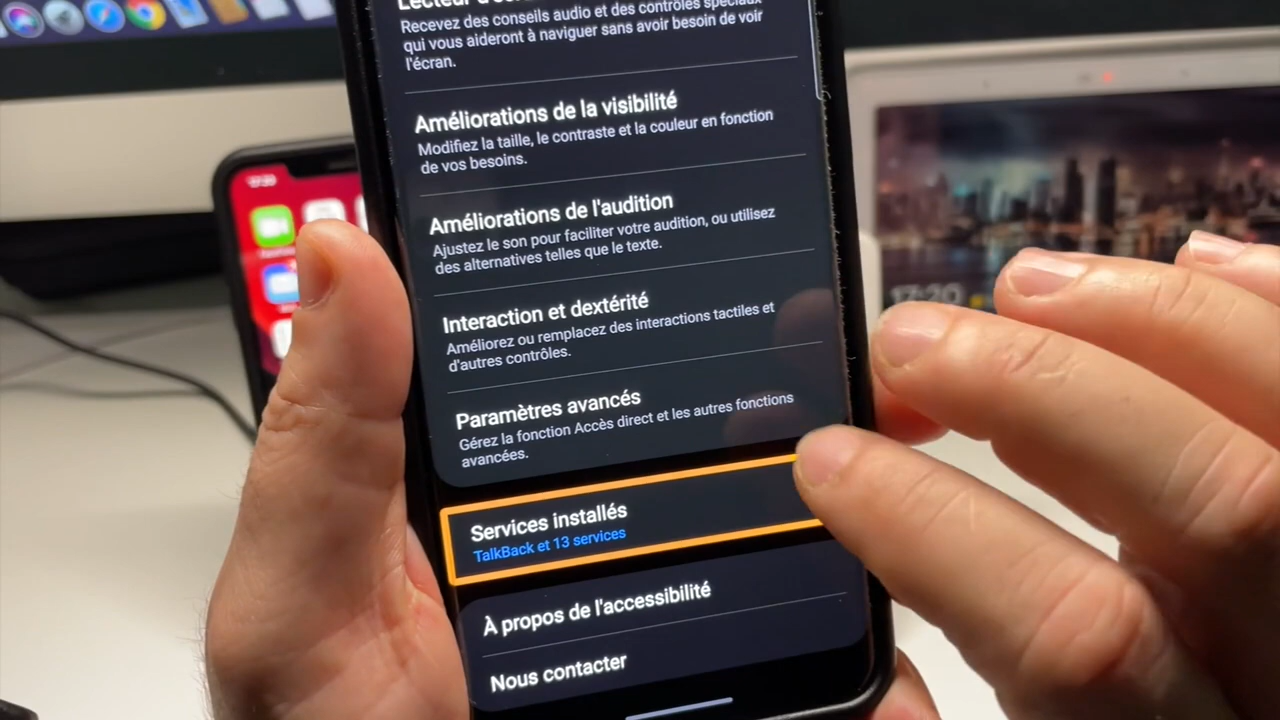 Lecteur d'écran
Recevez des conseils audio et des contrôles spéciaux
qui vous aideront à naviguer sans avoir besoin de voir
l'écran.
Améliorations de la visibilité
Modifiez la taille, le contraste et la couleur en fonction
de vos besoins.
Améliorations de l'audition
Ajustez le son pour faciliter votre audition, ou utilisez
des alternatives telles que le texte.
Interaction et dextérité
Améliorez ou remplacez des interactions tactiles et
d'autres contrôles.
Paramètres avancés
Gérez la fonction Accès direct et les autres fonctions
avancées.
Services installés
TalkBack et 13 services
À propos de l'accessibilité
Nous contacter
17:20